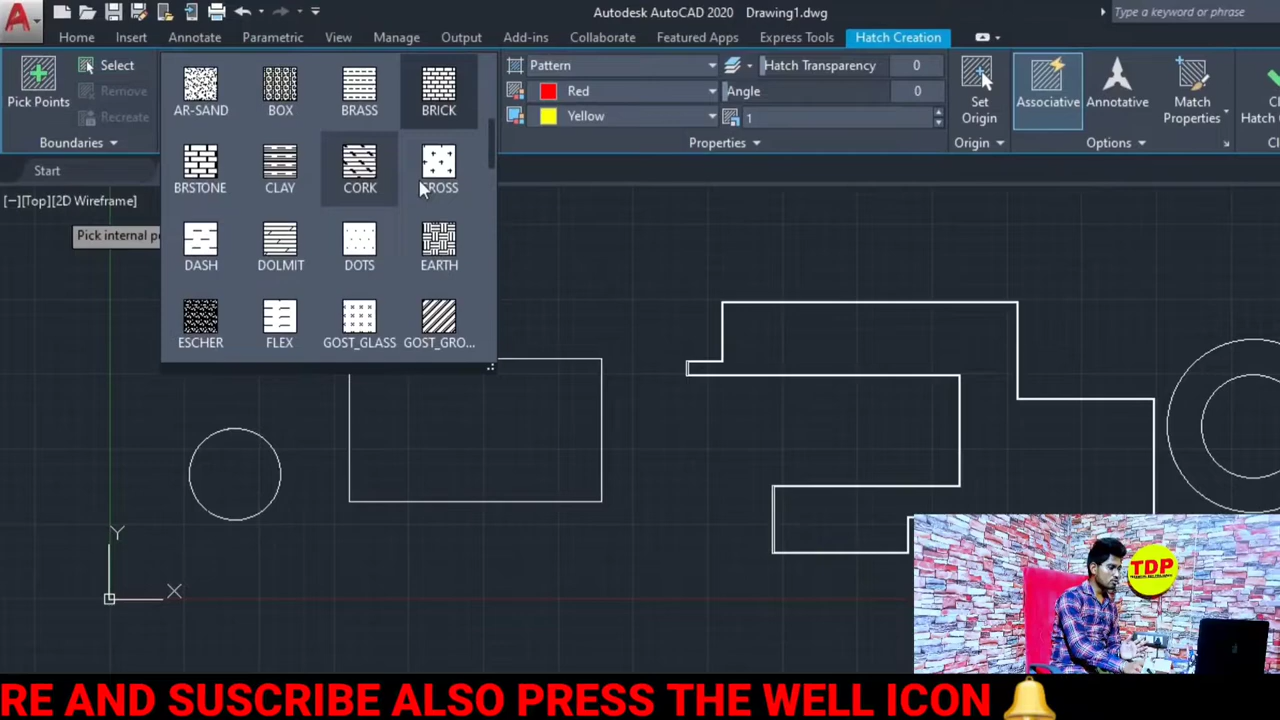 Autodesk AutoCAD 2020 Drawing1.dwg
Type a keyword or phrase
Home Insert Annotate Parametric View Manage Output Add-ins Collaborate Featured Apps Express Tools Hatch Creation
Pick Points
Select
Remove
Recreate
Boundaries
AR-SAND BOX BRASS BRICK
BRSTONE CLAY CORK CROSS
DASH DOLMIT DOTS EARTH
ESCHER FLEX GOST_GLASS GOST_GRO...
Pattern
Red
Yellow
Hatch Transparency 0
Angle 0
1
Properties
Set
Origin
Origin
Associative
Annotative
Match
Properties
Options
Hatch
Start
[−][Top][2D Wireframe]
Pick internal
Y
X
TDP
RE AND SUSCRIBE ALSO PRESS THE WELL ICON